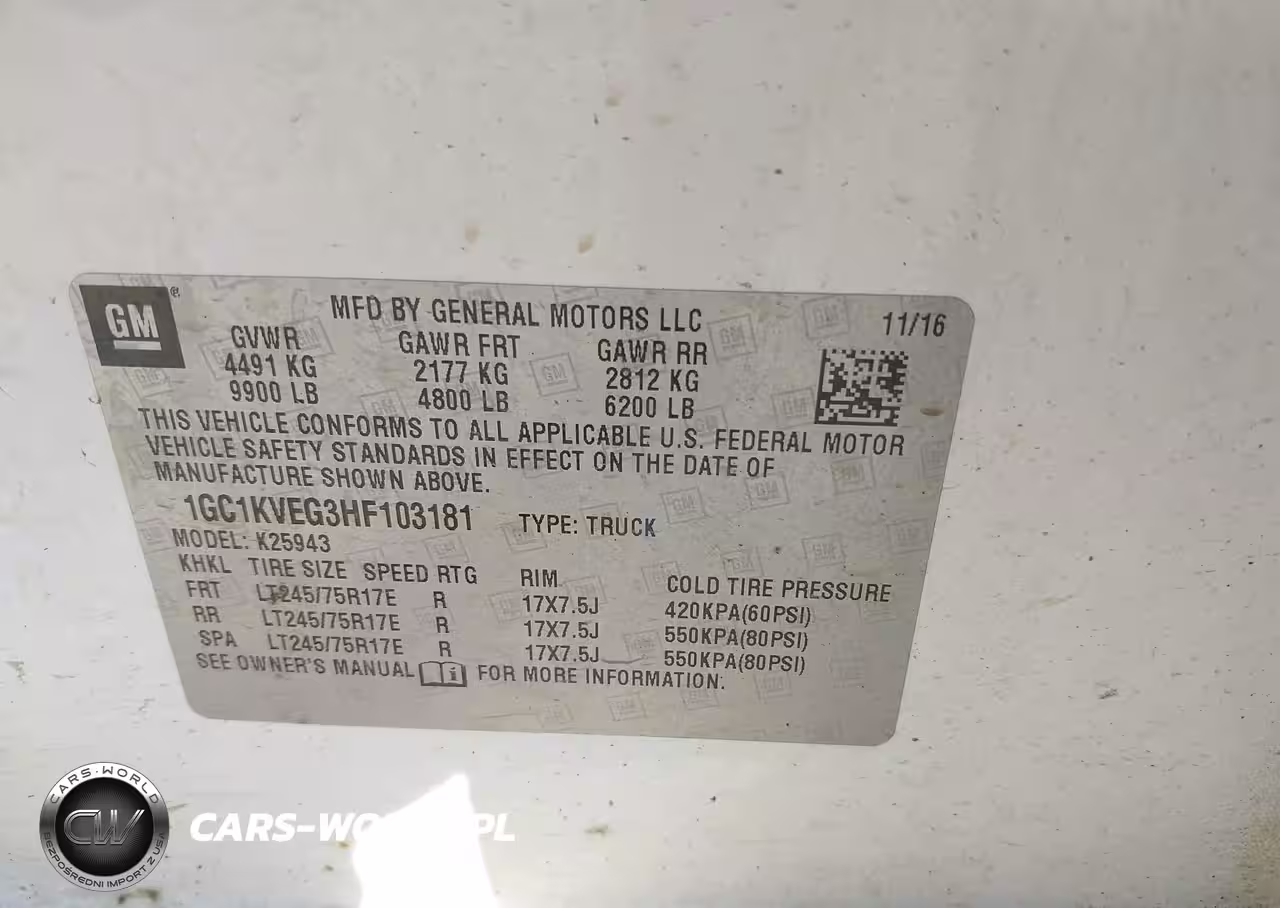 GM®
MFD BY GENERAL MOTORS LLC 11/16
GVWR GAWR FRT GAWR RR
4491 KG 2177 KG 2812 KG
9900 LB 4800 LB 6200 LB
THIS VEHICLE CONFORMS TO ALL APPLICABLE U.S. FEDERAL MOTOR
VEHICLE SAFETY STANDARDS IN EFFECT ON THE DATE OF
MANUFACTURE SHOWN ABOVE.
1GC1KVEG3HF103181 TYPE: TRUCK
MODEL: K25943
KHKL TIRE SIZE SPEED RTG RIM COLD TIRE PRESSURE
FRT LT245/75R17E R 17X7.5J 420KPA(60PSI)
RR LT245/75R17E R 17X7.5J 550KPA(80PSI)
SPA LT245/75R17E R 17X7.5J 550KPA(80PSI)
SEE OWNER'S MANUAL i FOR MORE INFORMATION.
CARS-WORLD
CW
BEZPOŚREDNI IMPORT Z USA